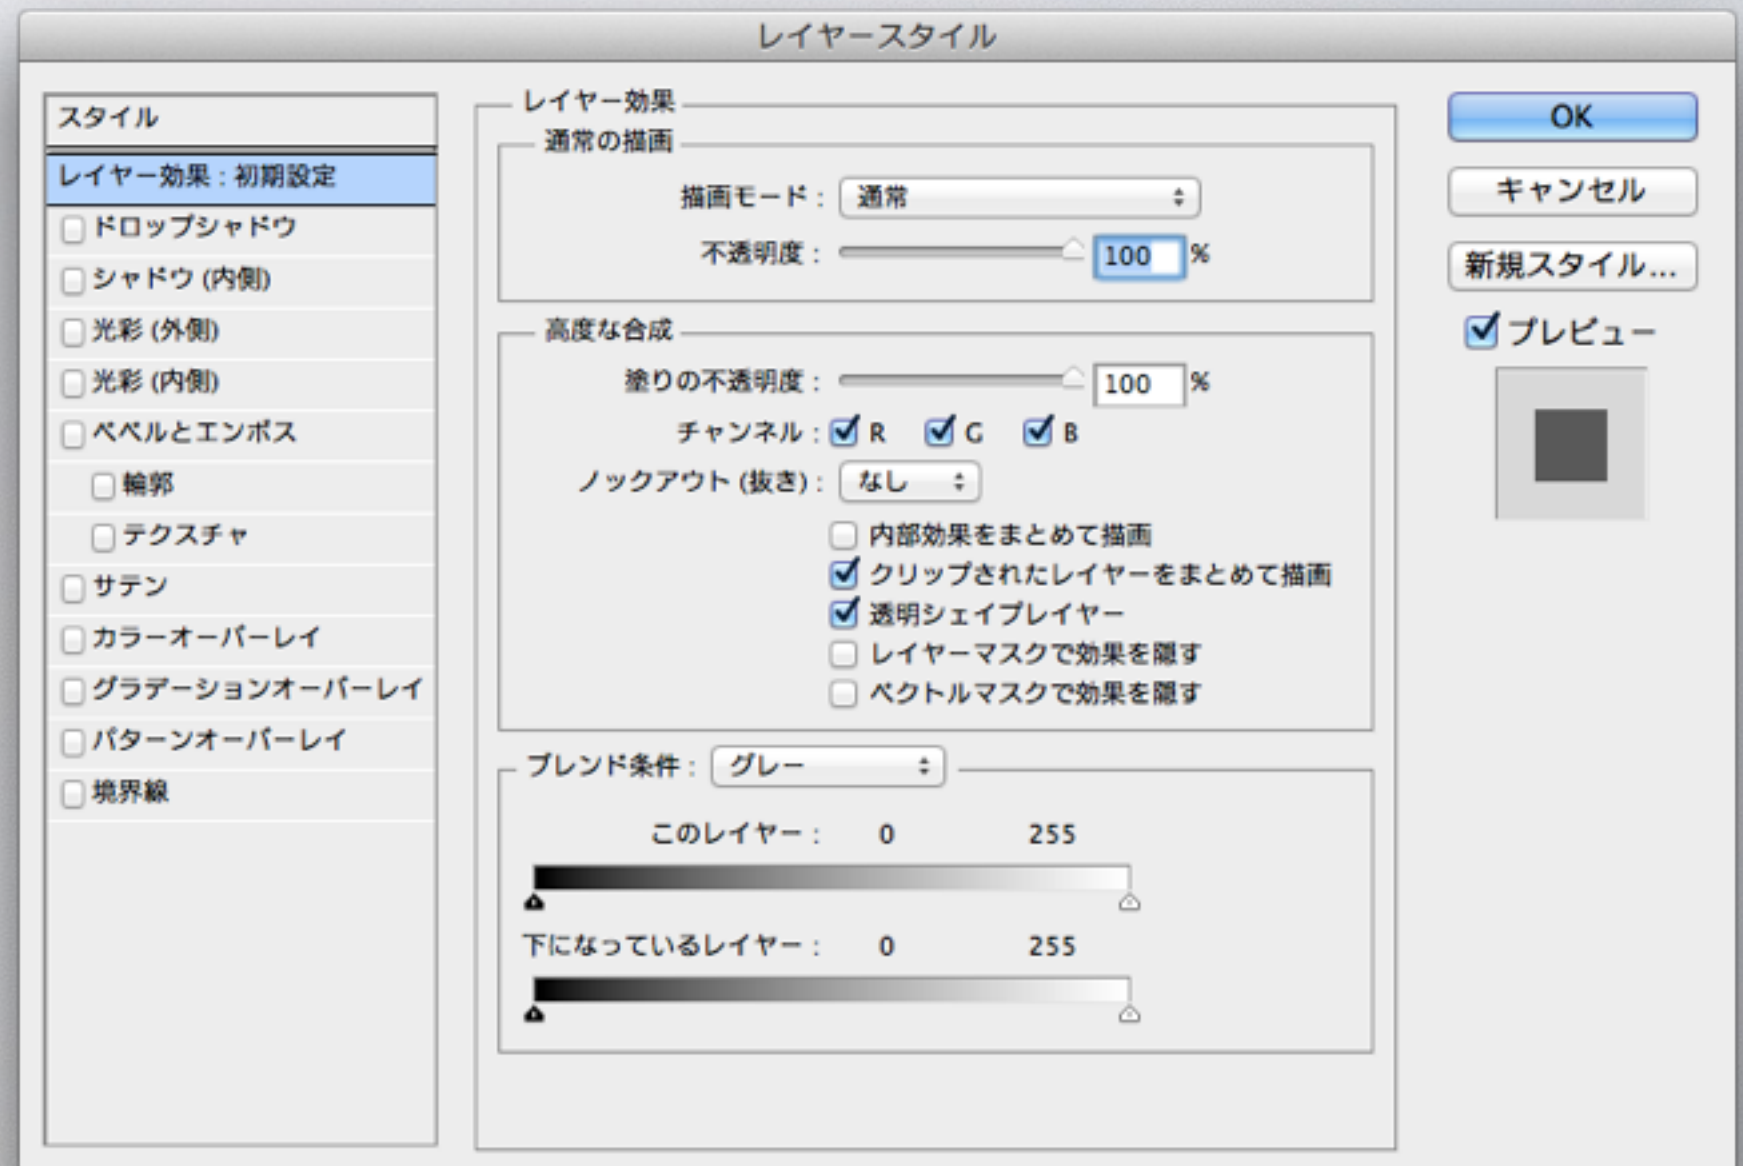 レイヤースタイル
スタイル
レイヤー効果 : 初期設定
ドロップシャドウ
シャドウ (内側)
光彩 (外側)
光彩 (内側)
ベベルとエンボス
輪郭
テクスチャ
サテン
カラーオーバーレイ
グラデーションオーバーレイ
パターンオーバーレイ
境界線
レイヤー効果
通常の描画
描画モード : 通常
不透明度 : 100 %
高度な合成
塗りの不透明度 : 100 %
チャンネル : R G B
ノックアウト (抜き) : なし
内部効果をまとめて描画
クリップされたレイヤーをまとめて描画
透明シェイプレイヤー
レイヤーマスクで効果を隠す
ベクトルマスクで効果を隠す
ブレンド条件 : グレー
このレイヤー : 0 255
下になっているレイヤー : 0 255
OK
キャンセル
新規スタイル...
プレビュー